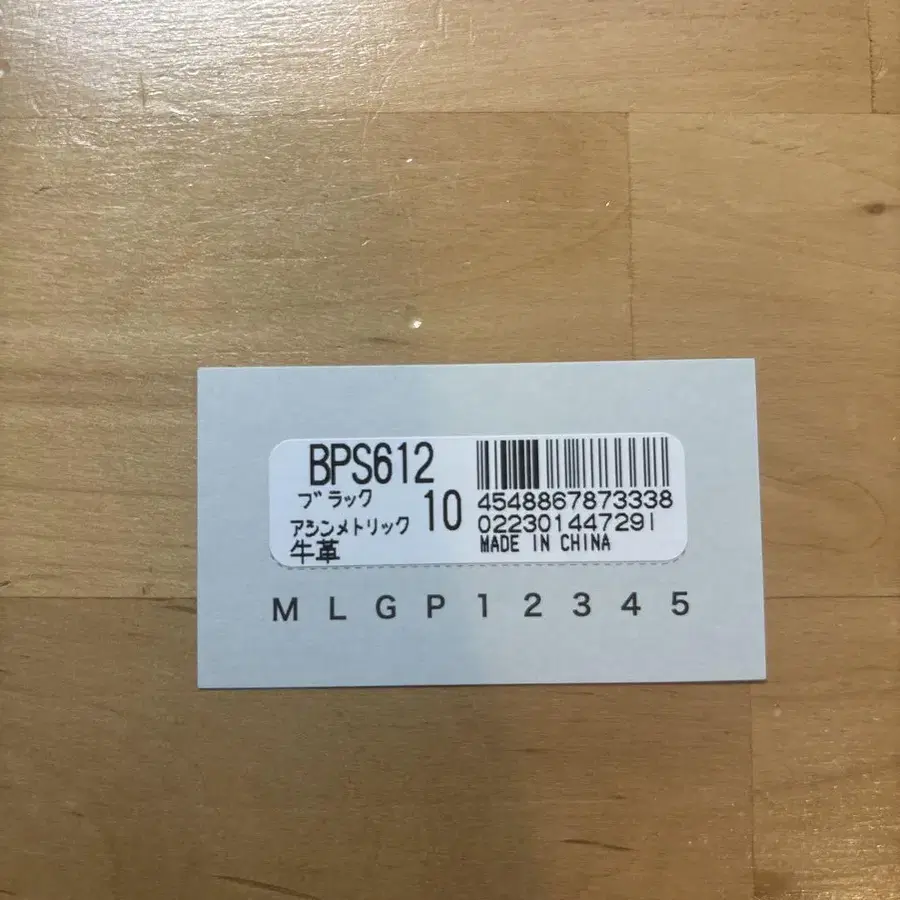 BPS612
ブラック
アシンメトリック 10
牛革
4548867873338
022301447291
MADE IN CHINA
M L G P 1 2 3 4 5